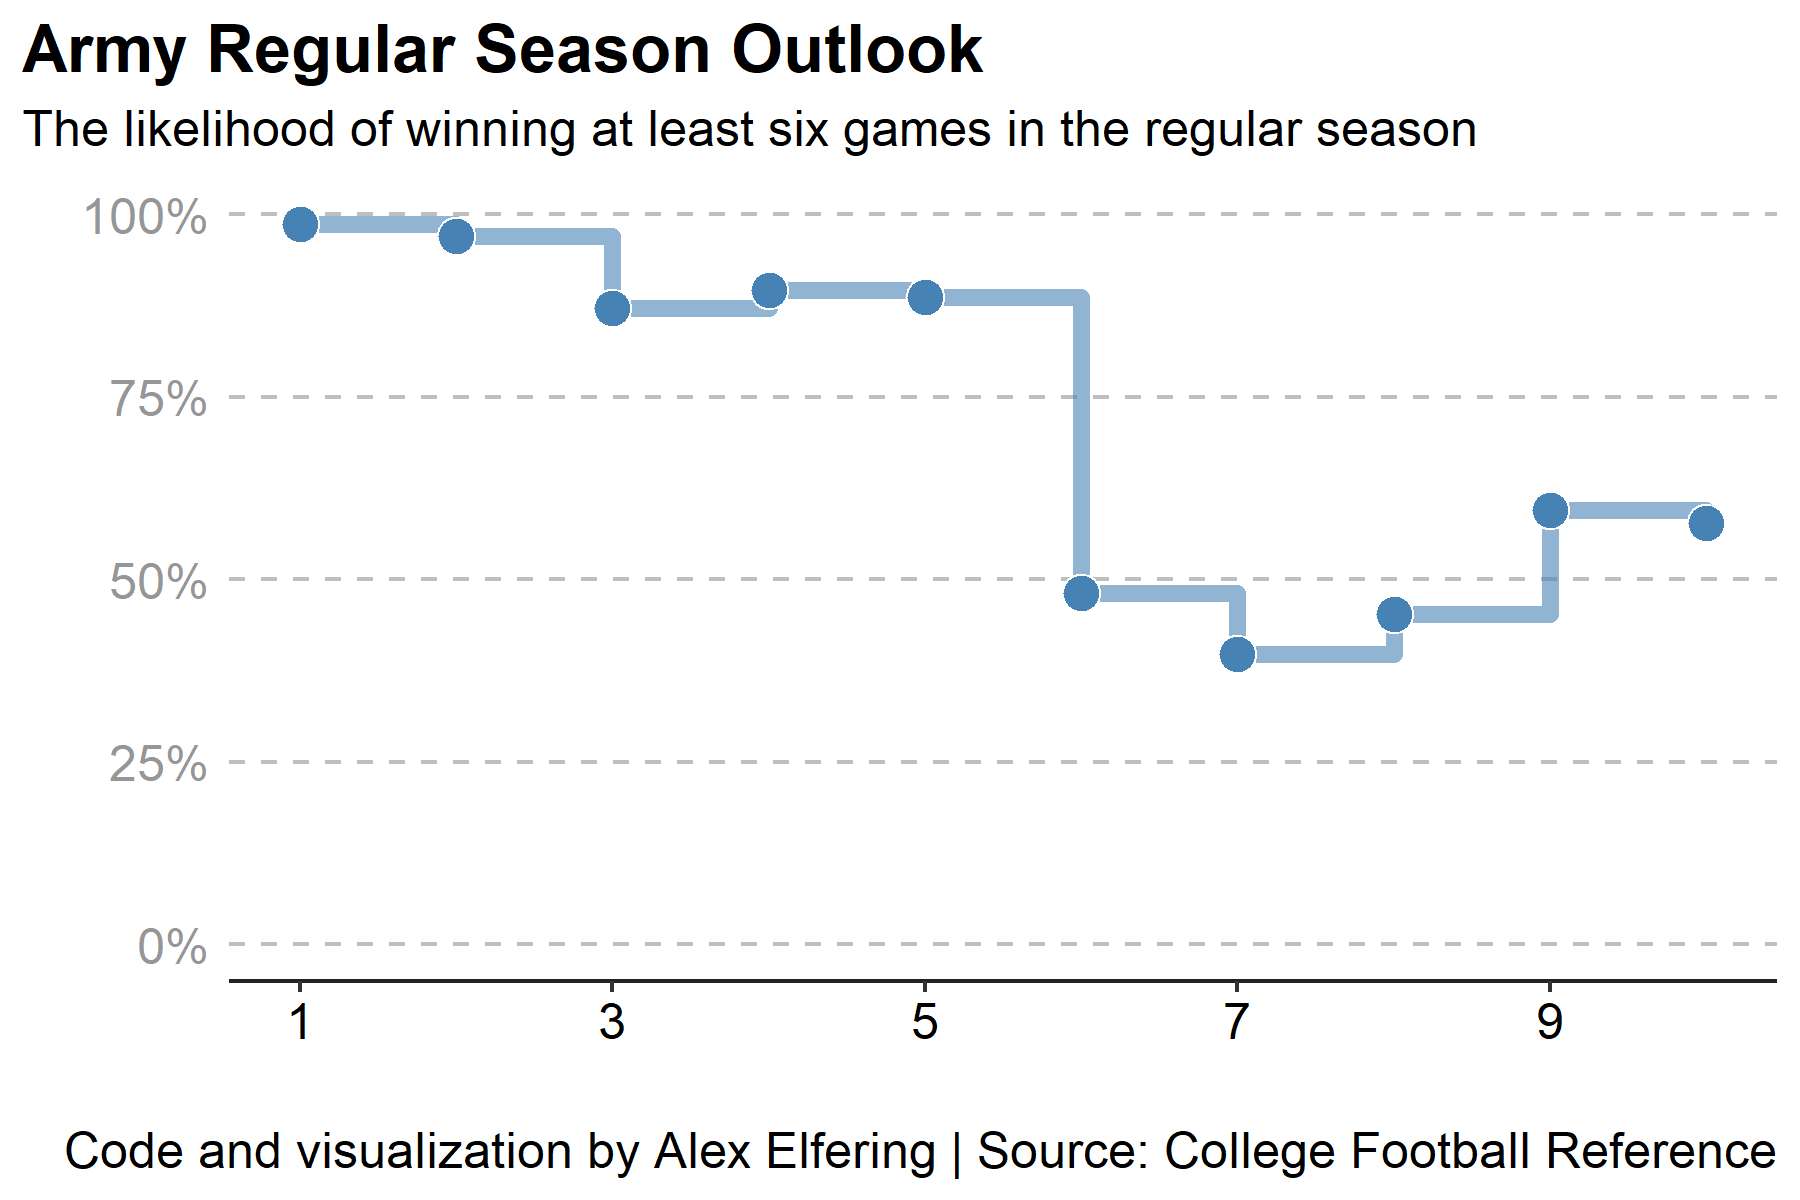 Army Regular Season Outlook
The likelihood of winning at least six games in the regular season
100%
75%
50%
25%
0%
1 3 5 7 9
Code and visualization by Alex Elfering | Source: College Football Reference